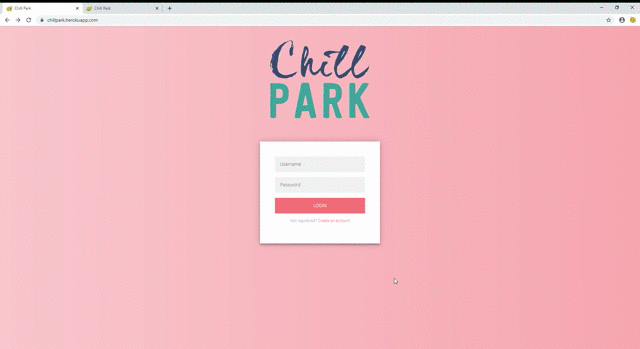 Chill Park
Chill Park
chillpark.herokuapp.com
Chill
PARK
Username
Password
LOGIN
Not registered? Create an account